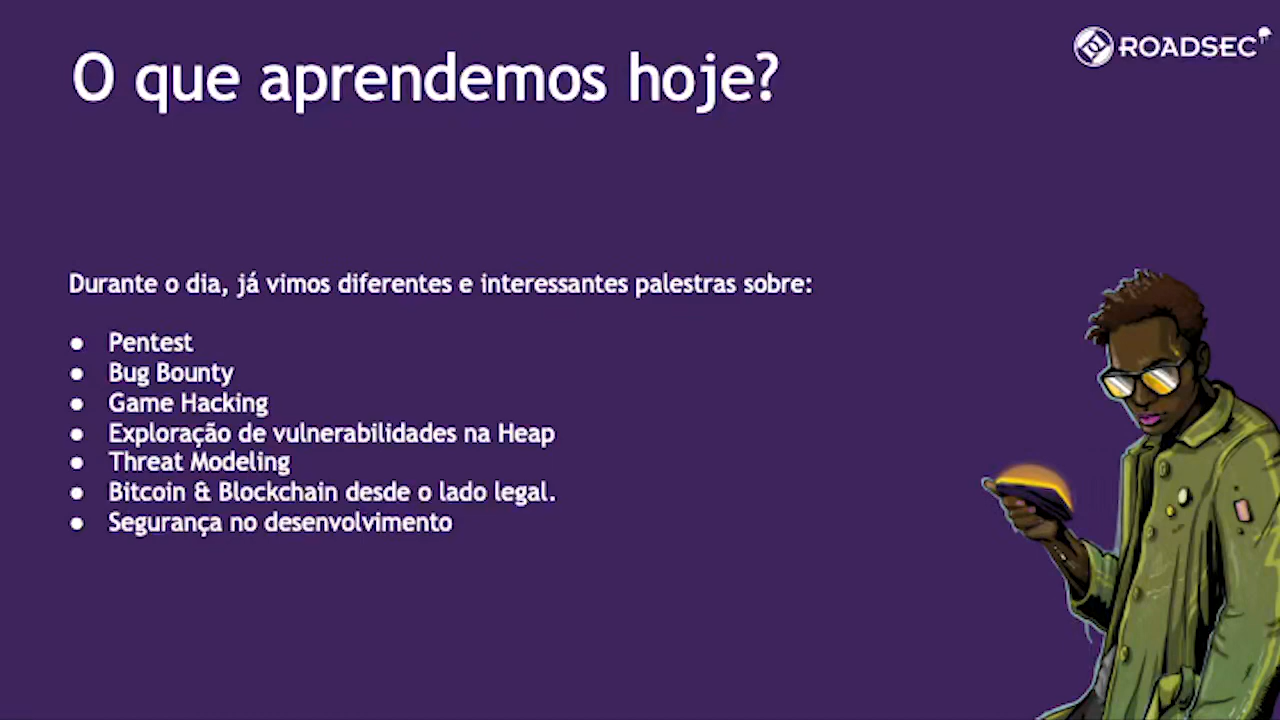 ROADSEC
O que aprendemos hoje?
Durante o dia, já vimos diferentes e interessantes palestras sobre:
● Pentest
● Bug Bounty
● Game Hacking
● Exploração de vulnerabilidades na Heap
● Threat Modeling
● Bitcoin & Blockchain desde o lado legal.
● Segurança no desenvolvimento